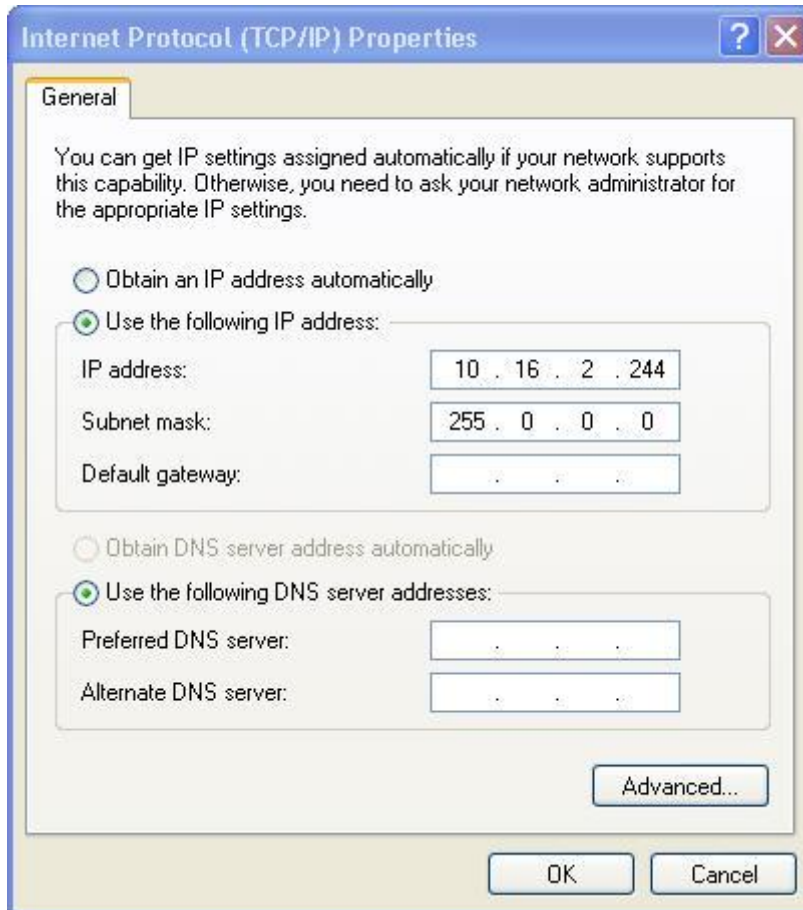 Internet Protocol (TCP/IP) Properties
General
You can get IP settings assigned automatically if your network supports
this capability. Otherwise, you need to ask your network administrator for
the appropriate IP settings.
Obtain an IP address automatically
Use the following IP address:
IP address: 10 . 16 . 2 . 244
Subnet mask: 255 . 0 . 0 . 0
Default gateway: . . .
Obtain DNS server address automatically
Use the following DNS server addresses:
Preferred DNS server: . . .
Alternate DNS server: . . .
Advanced...
OK Cancel